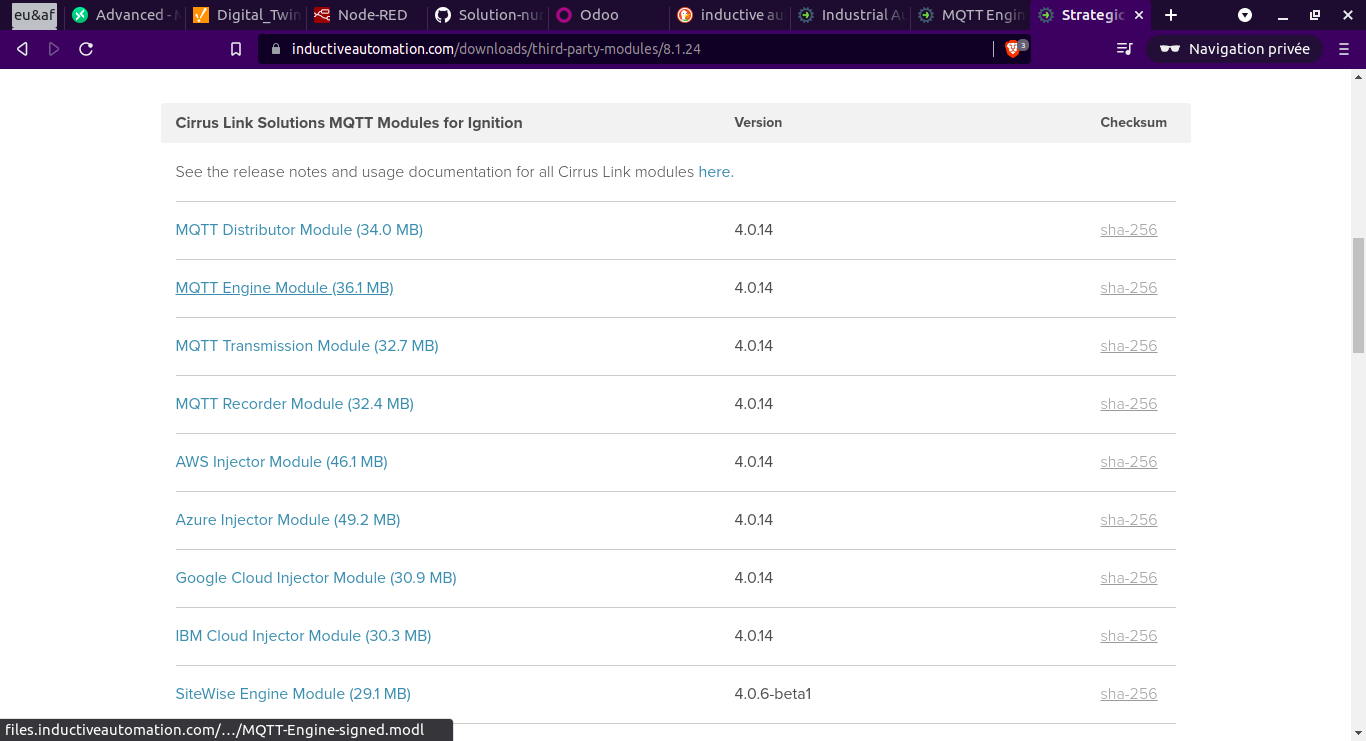 eu&af Advanced - M Digital_Twin Node-RED Solution-nu Odoo inductive au Industrial Au MQTT Engin Strategic
inductiveautomation.com/downloads/third-party-modules/8.1.24 3 Navigation privée
Cirrus Link Solutions MQTT Modules for Ignition Version Checksum
See the release notes and usage documentation for all Cirrus Link modules here.
MQTT Distributor Module (34.0 MB) 4.0.14 sha-256
MQTT Engine Module (36.1 MB) 4.0.14 sha-256
MQTT Transmission Module (32.7 MB) 4.0.14 sha-256
MQTT Recorder Module (32.4 MB) 4.0.14 sha-256
AWS Injector Module (46.1 MB) 4.0.14 sha-256
Azure Injector Module (49.2 MB) 4.0.14 sha-256
Google Cloud Injector Module (30.9 MB) 4.0.14 sha-256
IBM Cloud Injector Module (30.3 MB) 4.0.14 sha-256
SiteWise Engine Module (29.1 MB) 4.0.6-beta1 sha-256
files.inductiveautomation.com/…/MQTT-Engine-signed.modl